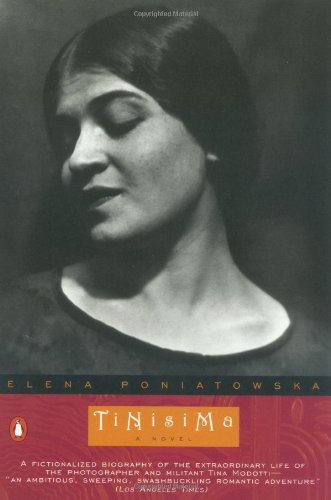 ELENA PONIATOWSKA
TiNisiMa
A NOVEL
A FICTIONALIZED BIOGRAPHY OF THE EXTRAORDINARY LIFE OF
THE PHOTOGRAPHER AND MILITANT TINA MODOTTI—
"AN AMBITIOUS, SWEEPING, SWASHBUCKLING ROMANTIC ADVENTURE"
(LOS ANGELES TIMES)